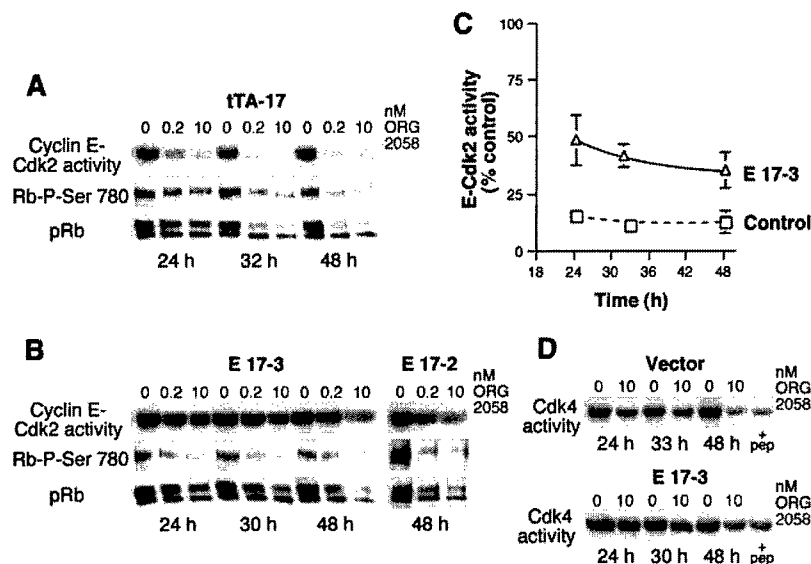 A
tTA-17
0 0.2 10 0 0.2 10 0 0.2 10 nM ORG 2058
Cyclin E-
Cdk2 activity
Rb-P-Ser 780
pRb
24 h 32 h 48 h
C
E-Cdk2 activity
(% control)
100
75
50
25
0
18 24 30 36 42 48
Time (h)
E 17-3
Control
B
E 17-3 E 17-2
0 0.2 10 0 0.2 10 0 0.2 10 0 0.2 10 nM ORG 2058
Cyclin E-
Cdk2 activity
Rb-P-Ser 780
pRb
24 h 30 h 48 h 48 h
D
Vector
0 10 0 10 0 10 nM ORG 2058
Cdk4
activity
24 h 33 h 48 h + pep
E 17-3
0 10 0 10 0 10 nM ORG 2058
Cdk4
activity
24 h 30 h 48 h + pep